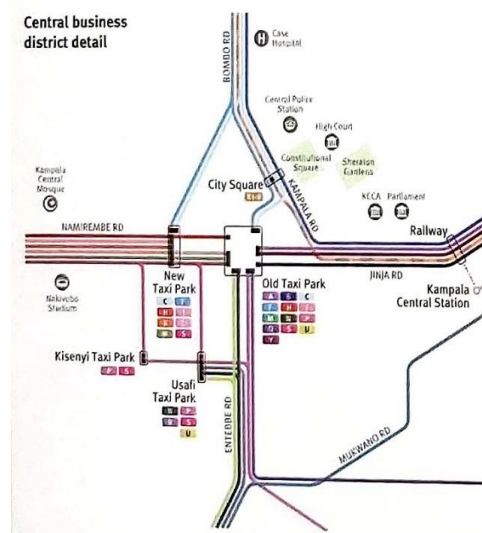 Central business
district detail
BOMBO RD
Case
Hospital
Central Police
Station
High Court
Constitutional
Square
Sheraton
Gardens
City Square
KAMPALA RD
KCCA
Parliament
Kampala
Central
Mosque
NAMIREMBE RD
Railway
JINJA RD
Kampala
Central Station
Nakivubo
Stadium
New
Taxi Park
C F
H
S
Old Taxi Park
A C
M N P
Q S U
Y
Kisenyi Taxi Park
P S
Usafi
Taxi Park
N P
S
U
ENTEBBE RD
MUKWANO RD